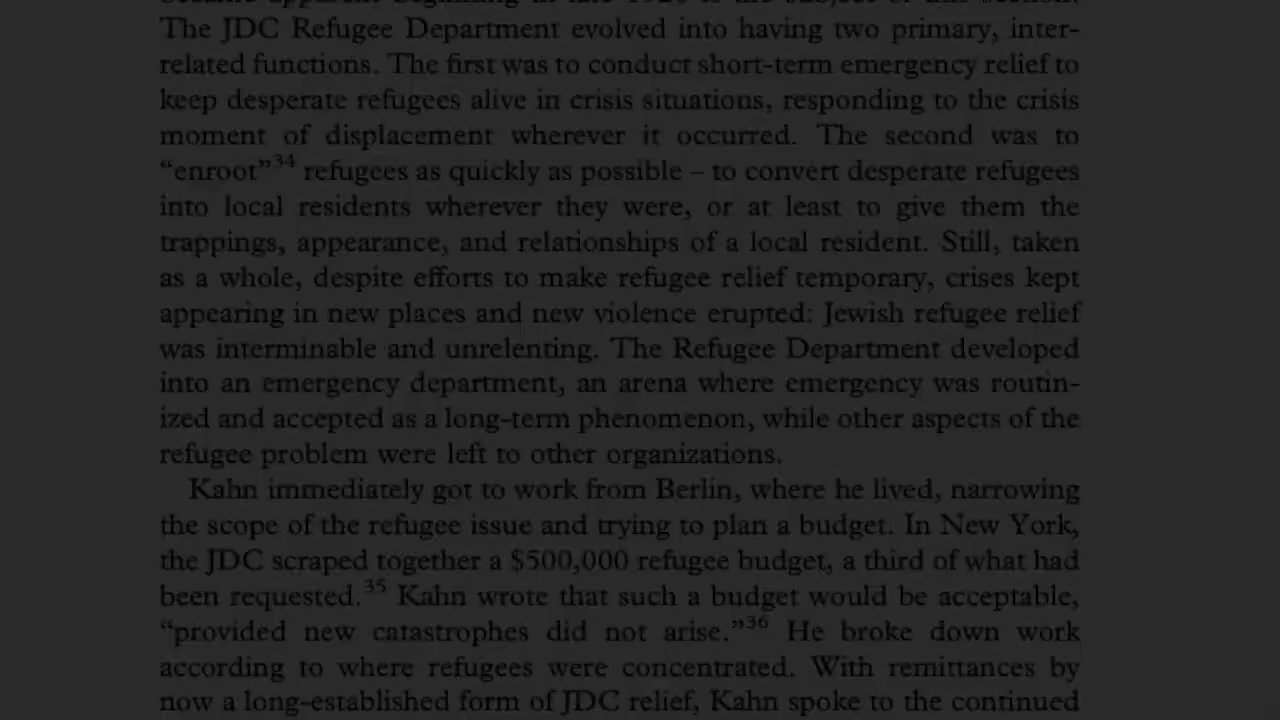 The JDC Refugee Department evolved into having two primary, inter-
related functions. The first was to conduct short-term emergency relief to
keep desperate refugees alive in crisis situations, responding to the crisis
moment of displacement wherever it occurred. The second was to
“enroot”34 refugees as quickly as possible – to convert desperate refugees
into local residents wherever they were, or at least to give them the
trappings, appearance, and relationships of a local resident. Still, taken
as a whole, despite efforts to make refugee relief temporary, crises kept
appearing in new places and new violence erupted: Jewish refugee relief
was interminable and unrelenting. The Refugee Department developed
into an emergency department, an arena where emergency was routin-
ized and accepted as a long-term phenomenon, while other aspects of the
refugee problem were left to other organizations.
Kahn immediately got to work from Berlin, where he lived, narrowing
the scope of the refugee issue and trying to plan a budget. In New York,
the JDC scraped together a $500,000 refugee budget, a third of what had
been requested.35 Kahn wrote that such a budget would be acceptable,
“provided new catastrophes did not arise.”36 He broke down work
according to where refugees were concentrated. With remittances by
now a long-established form of JDC relief, Kahn spoke to the continued